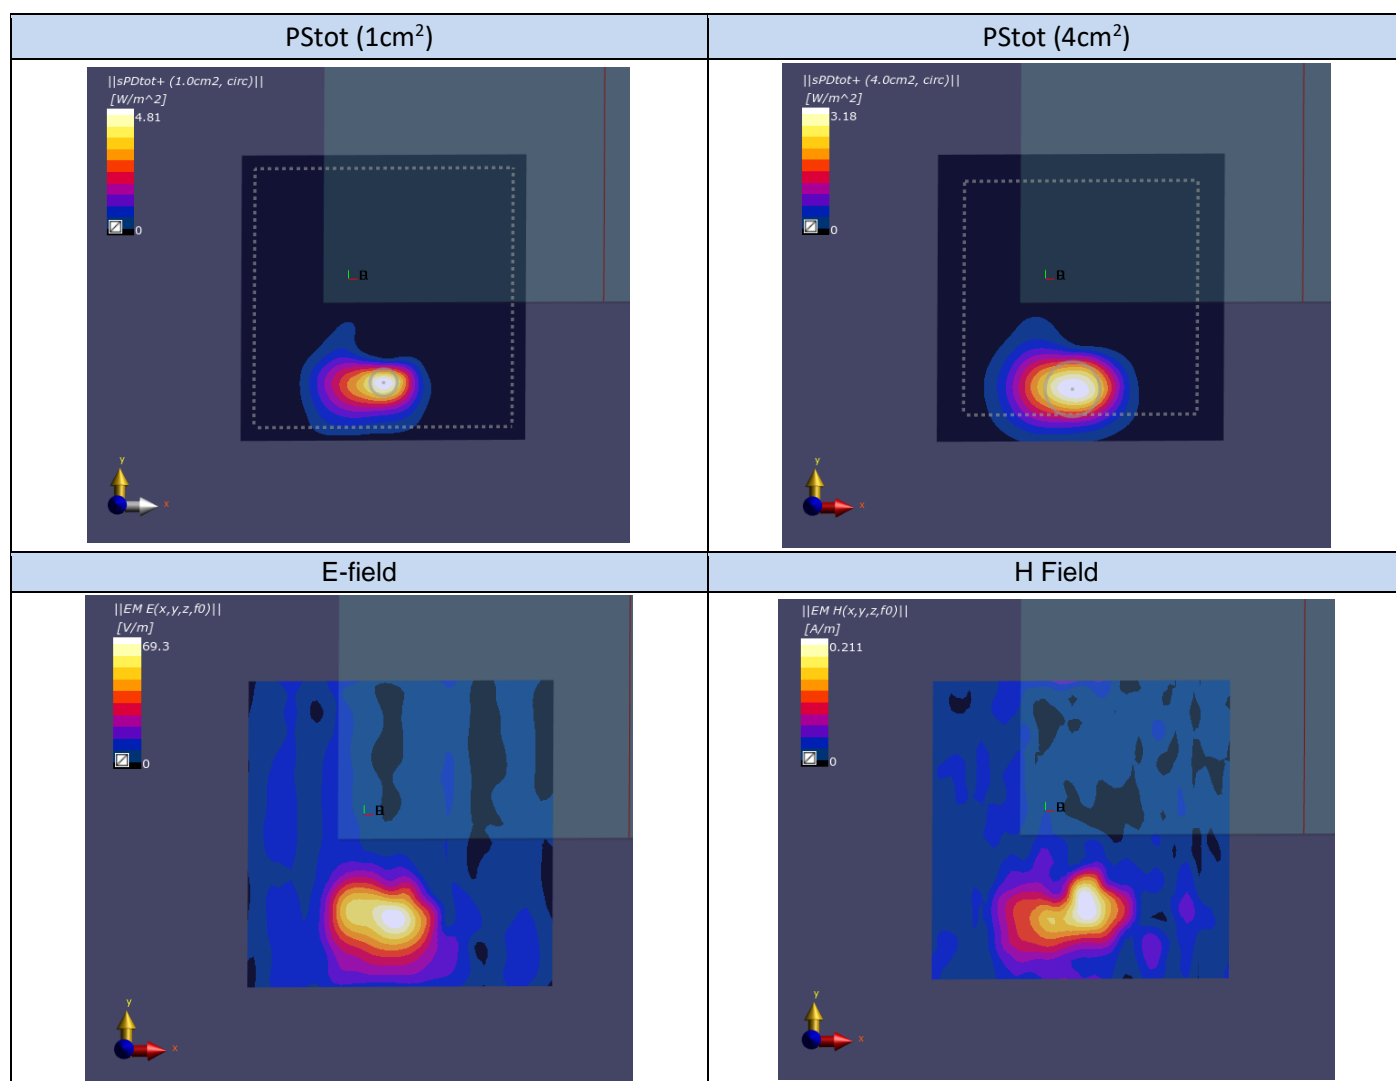 PStot (1cm²)
PStot (4cm²)
||sPDtot+ (1.0cm2, circ)||
[W/m^2]
4.81
0
y
x
||sPDtot+ (4.0cm2, circ)||
[W/m^2]
3.18
0
y
x
E-field
H Field
||EM E(x,y,z,f0)||
[V/m]
69.3
0
y
x
||EM H(x,y,z,f0)||
[A/m]
0.211
0
y
x